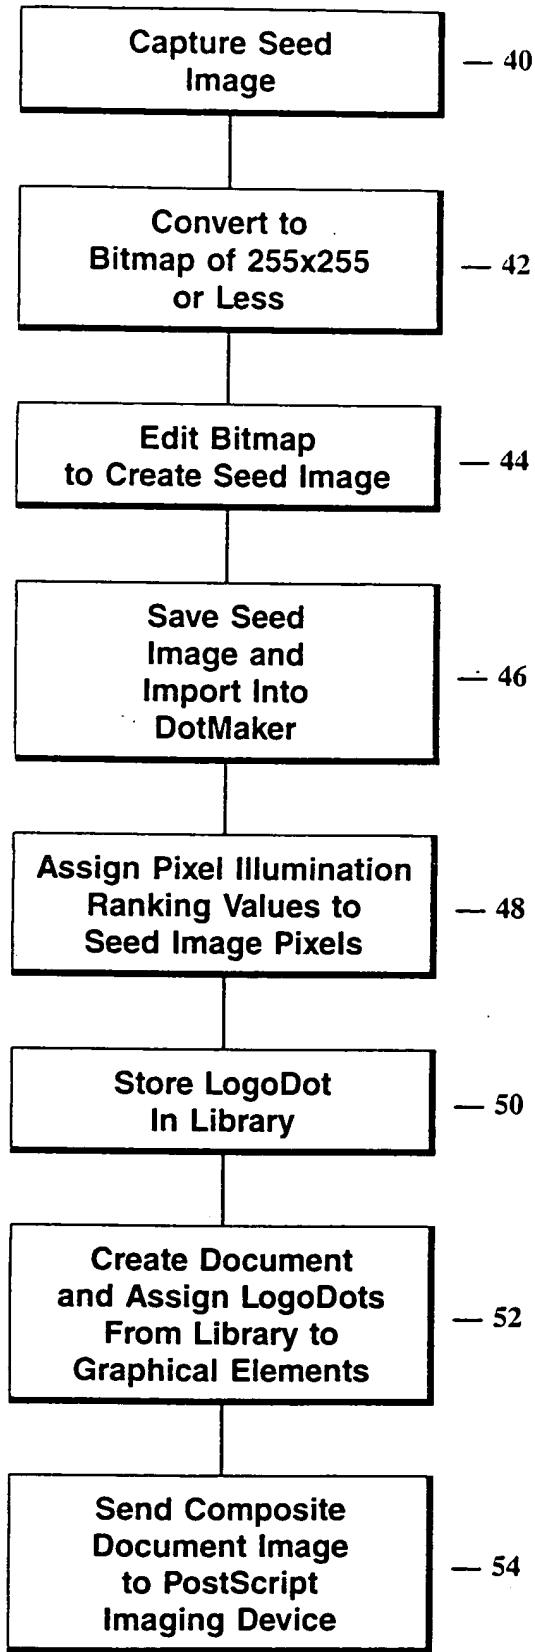 Capture Seed
Image
— 40
Convert to
Bitmap of 255x255
or Less
— 42
Edit Bitmap
to Create Seed Image
— 44
Save Seed
Image and
Import Into
DotMaker
— 46
Assign Pixel Illumination
Ranking Values to
Seed Image Pixels
— 48
Store LogoDot
In Library
— 50
Create Document
and Assign LogoDots
From Library to
Graphical Elements
— 52
Send Composite
Document Image
to PostScript
Imaging Device
— 54